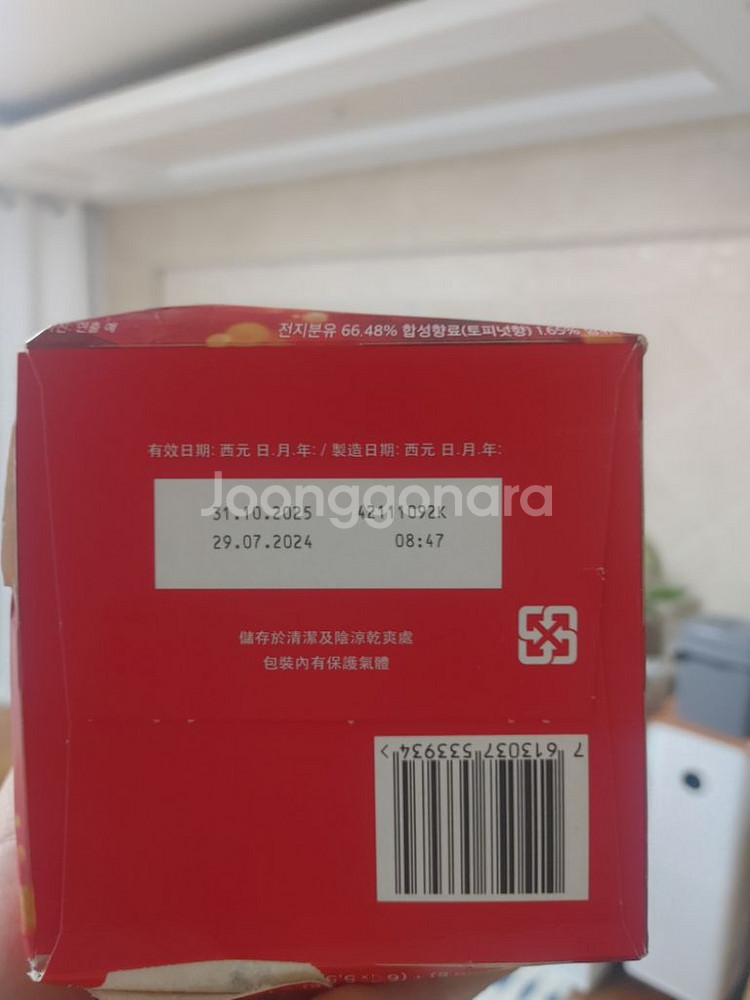 전지분유 66.48% 합성향료(토피넛향) 1.65%
有效日期: 西元 日.月.年: / 製造日期: 西元 日.月.年:
Joonggonara
31.10.2025 42111092K
29.07.2024 08:47
儲存於清潔及陰涼乾爽處
包裝內有保護氣體
7 613037 533934 >